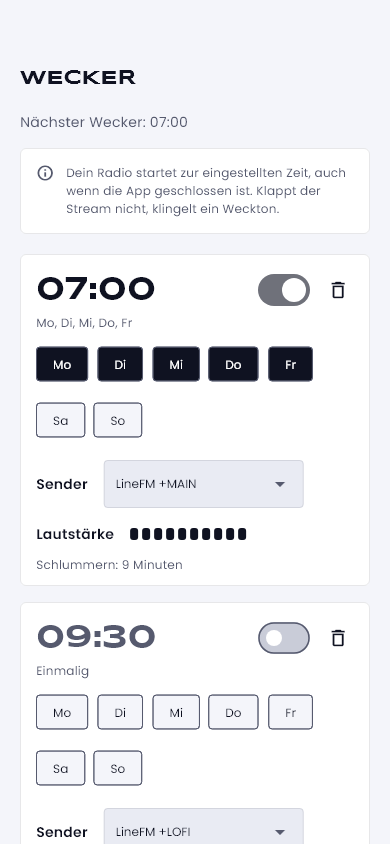 WECKER
Nächster Wecker: 07:00
Dein Radio startet zur eingestellten Zeit, auch
wenn die App geschlossen ist. Klappt der
Stream nicht, klingelt ein Weckton.
07:00
Mo, Di, Mi, Do, Fr
Mo Di Mi Do Fr
Sa So
Sender LineFM +MAIN
Lautstärke
Schlummern: 9 Minuten
09:30
Einmalig
Mo Di Mi Do Fr
Sa So
Sender LineFM +LOFI